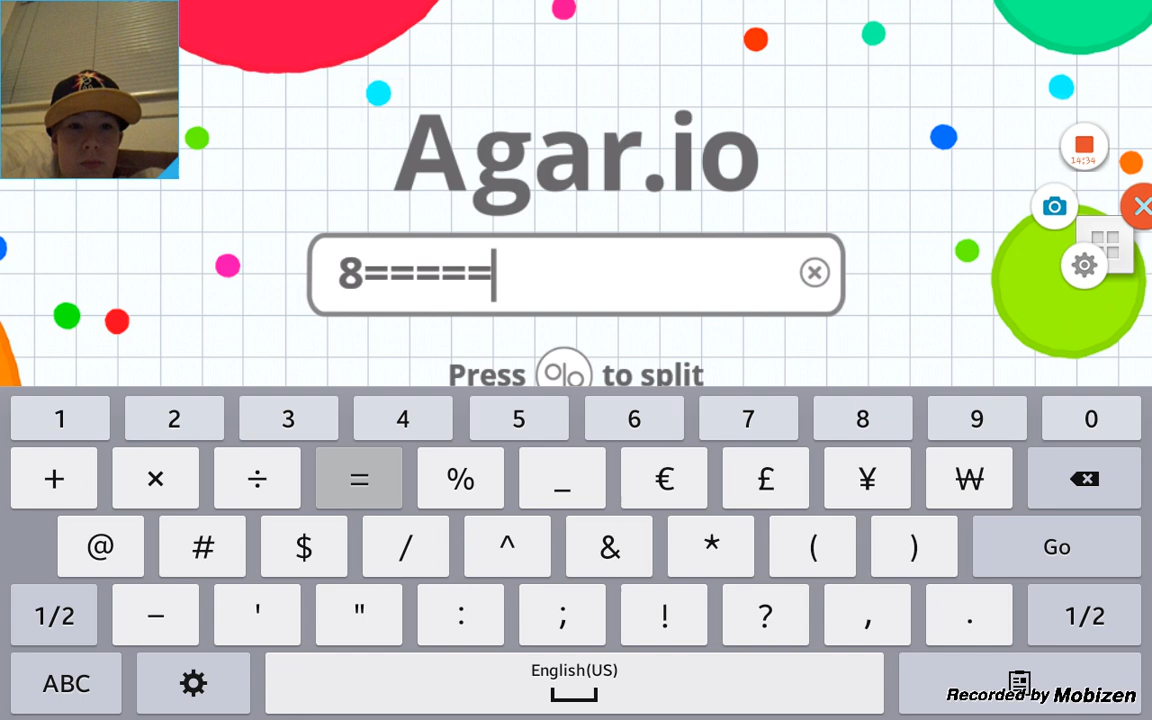 Agar.io
14:34
8=====
Press to split
1 2 3 4 5 6 7 8 9 0
+ × ÷ = % _ € £ ¥ ₩
@ # $ / ^ & * ( ) Go
1/2 - ' " : ; ! ? , . 1/2
English(US)
ABC
Recorded by Mobizen